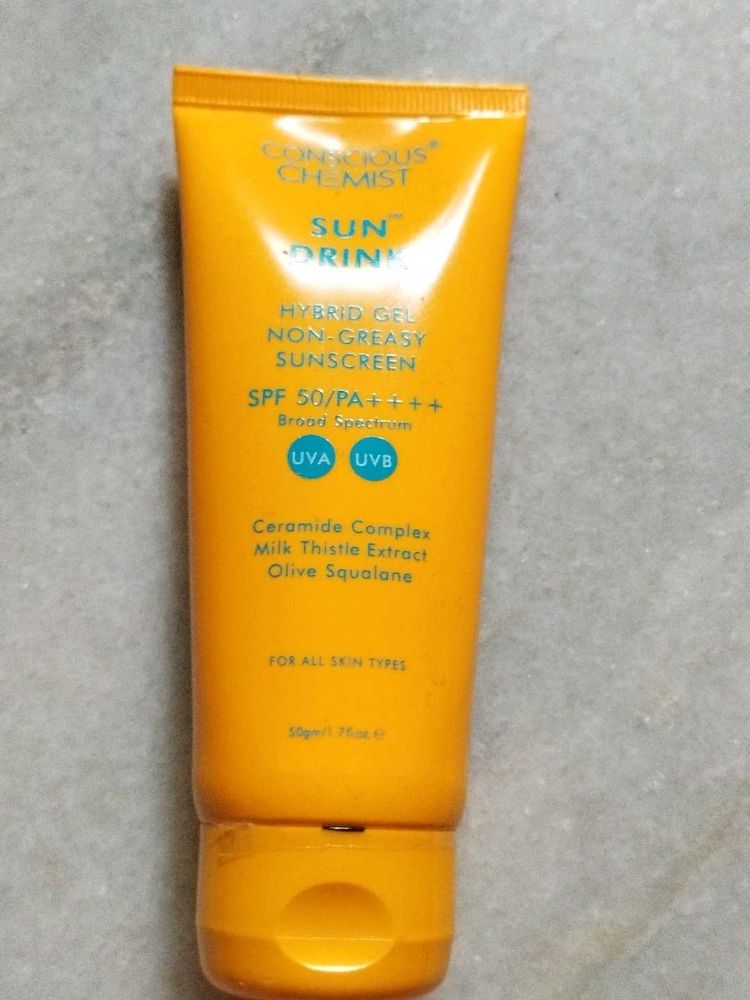 CONSCIOUS®
CHEMIST
SUN™
DRINK
HYBRID GEL
NON-GREASY
SUNSCREEN
SPF 50/PA++++
Broad Spectrum
UVA UVB
Ceramide Complex
Milk Thistle Extract
Olive Squalane
FOR ALL SKIN TYPES
50gm/1.7fl.oz. ℮